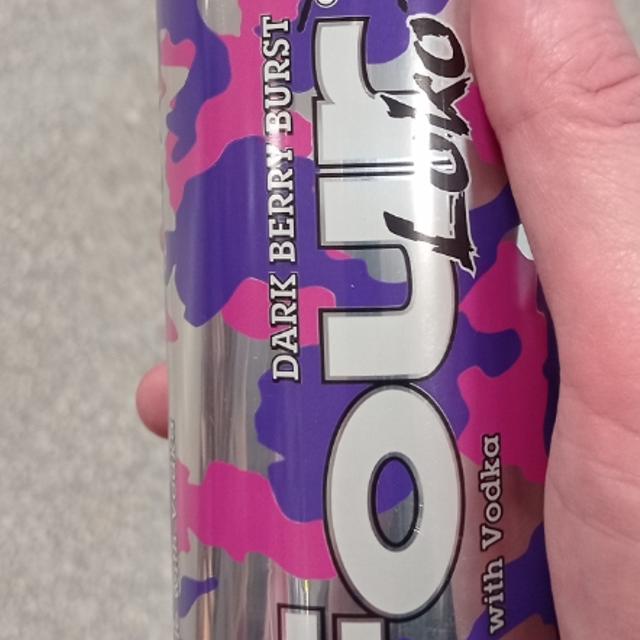 DARK BERRY BURST
Four
Loko
with Vodka